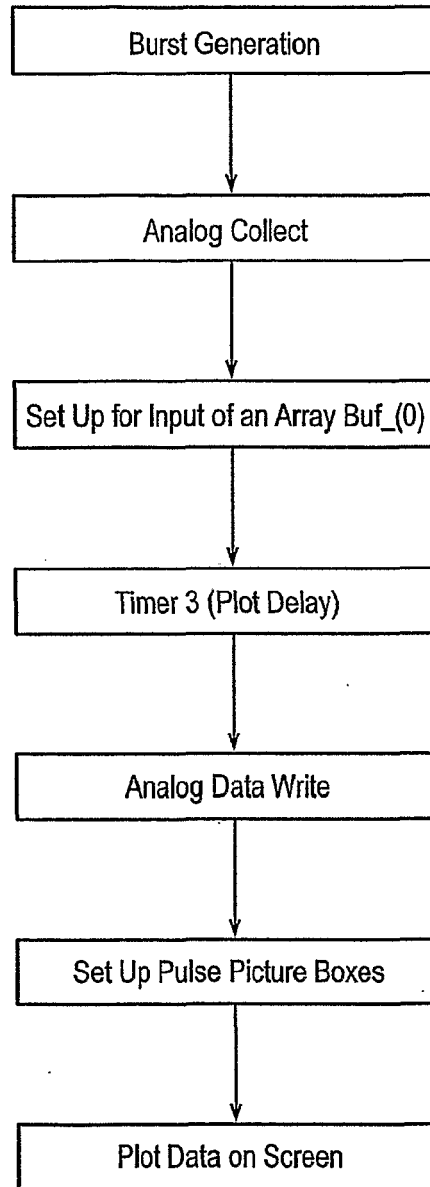 Burst Generation
Analog Collect
Set Up for Input of an Array Buf_(0)
Timer 3 (Plot Delay)
Analog Data Write
Set Up Pulse Picture Boxes
Plot Data on Screen